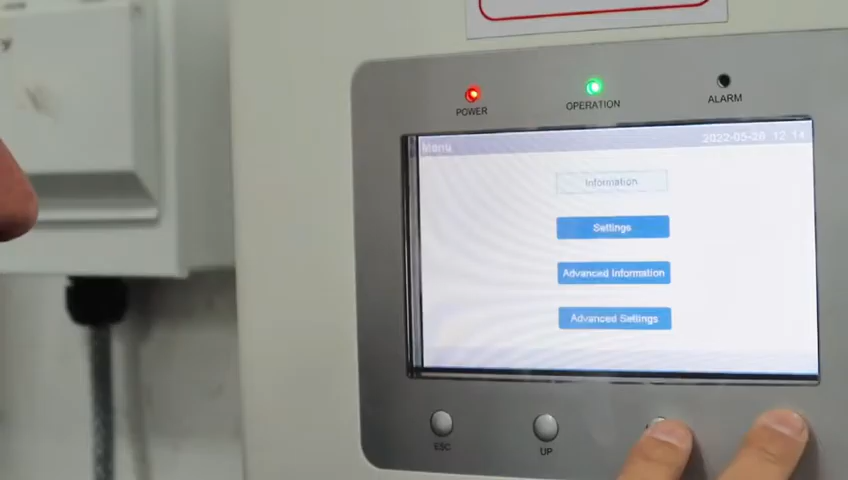 POWER
OPERATION
ALARM
Menu
2022-05-26 12:14
Information
Settings
Advanced Information
Advanced Settings
ESC
UP